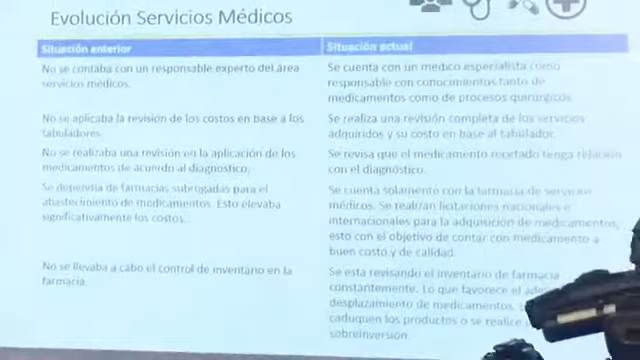 Evolución Servicios Médicos
Situación anterior
Situación actual
No se contaba con un responsable experto del área
servicios médicos.
Se cuenta con un medico especialista como
responsable con conocimientos tanto de
medicamentos como de procesos quirúrgicos.
No se aplicaba la revisión de los costos en base a los
tabuladores.
Se realiza una revisión completa de los servicios
adquiridos y su costo en base al tabulador.
No se realizaba una revisión en la aplicación de los
medicamentos de acuerdo al diagnostico.
Se revisa que el medicamento recetado tenga relación
con el diagnóstico.
Se dependía de farmacias subrogadas para el
abastecimiento de medicamentos. Esto elevaba
significativamente los costos.
Se cuenta solamente con la farmacia de servicios
médicos. Se realizan licitaciones nacionales e
internacionales para la adquisición de medicamentos,
esto con el objetivo de contar con medicamento a
buen costo y de calidad.
No se llevaba a cabo el control de inventario en la
farmacia.
Se esta revisando el inventario de farmacia
constantemente. Lo que favorece el
desplazamiento de medicamentos.
caduquen los productos o se realice
sobreinversión.